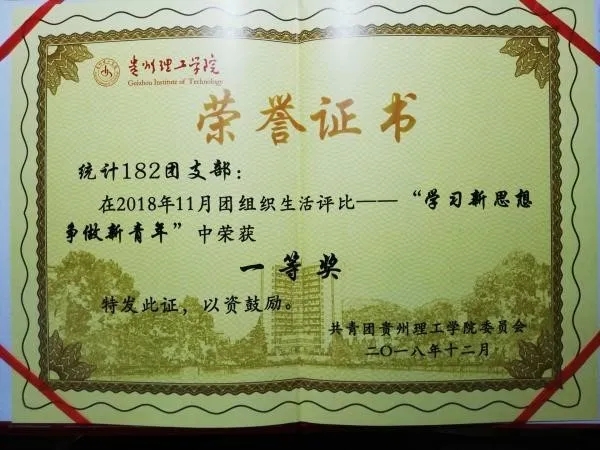 贵州理工学院
Guizhou Institute of Technology
荣誉证书
统计182团支部：
在2018年11月团组织生活评比——“学习新思想
争做新青年”中荣获
一等奖
特发此证，以资鼓励。
共青团贵州理工学院委员会
二〇一八年十二月